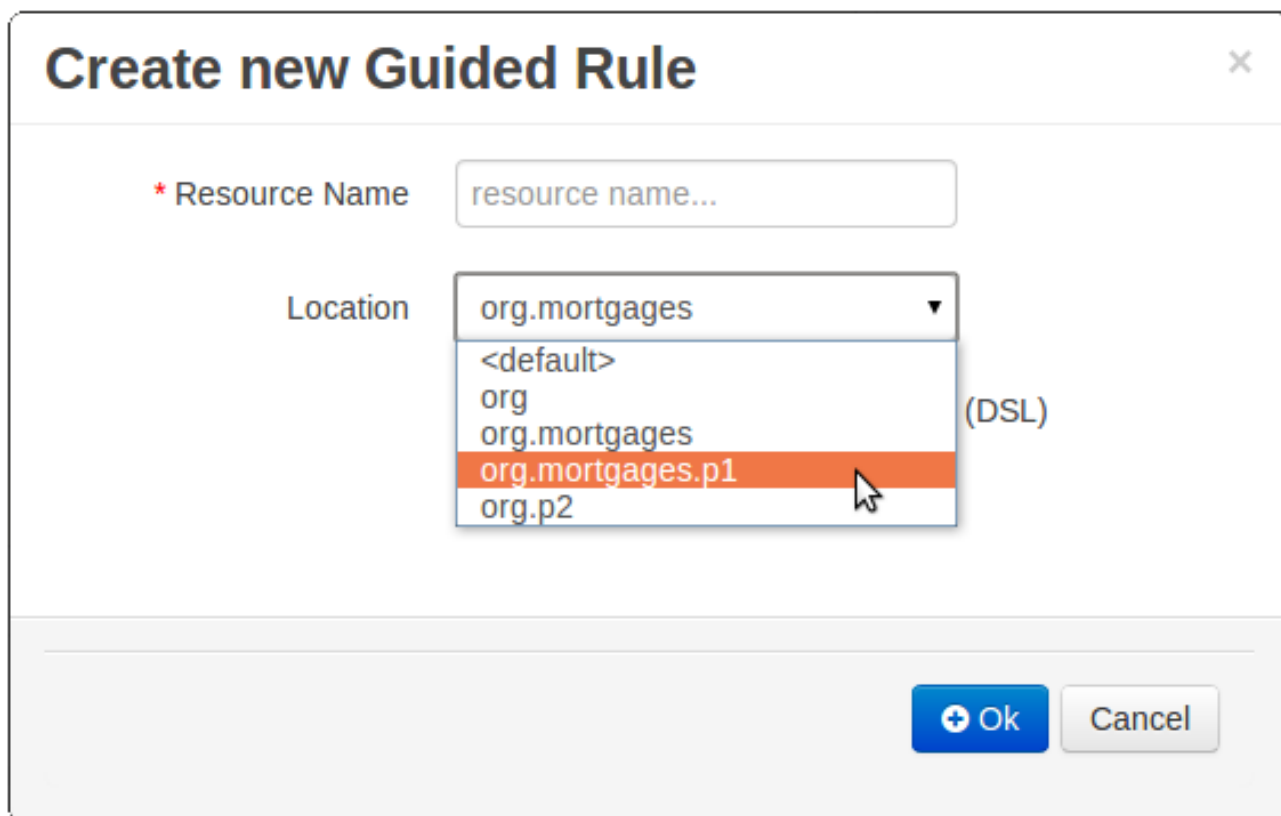 Create new Guided Rule ×
* Resource Name resource name...
Location org.mortgages
<default>
org
(DSL)
org.mortgages
org.mortgages.p1
org.p2
Ok Cancel